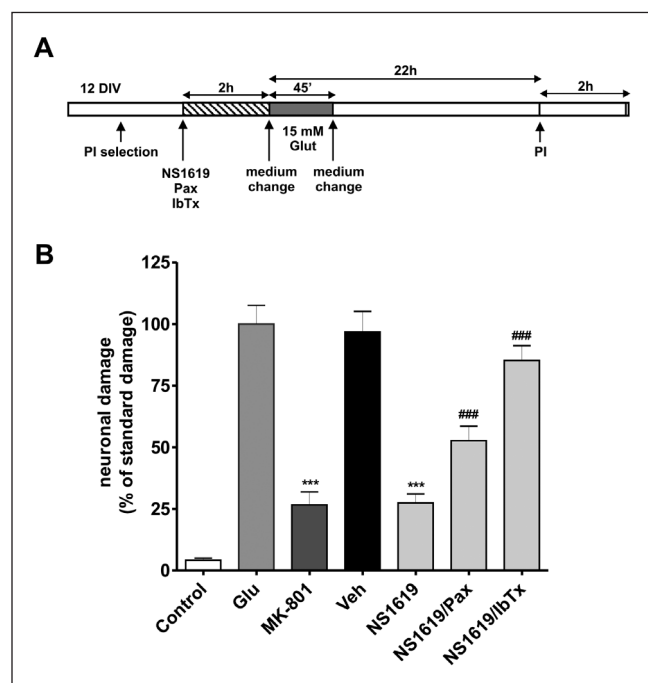 A
22h
12 DIV
2h
45'
2h
15 mM
Glut
PI selection
NS1619
Pax
IbTx
medium
change
medium
change
PI
B
neuronal damage
(% of standard damage)
125
100
75
50
25
0
***
***
###
###
Control
Glu
MK-801
Veh
NS1619
NS1619/Pax
NS1619/IbTx